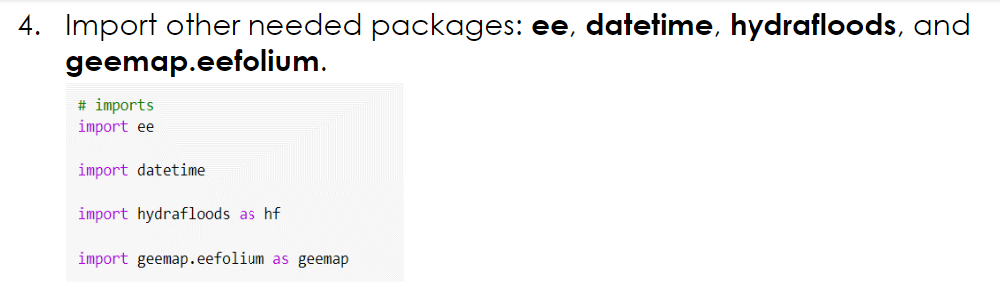 4. Import other needed packages: ee, datetime, hydrafloods, and
geemap.eefolium.
# imports
import ee
import datetime
import hydrafloods as hf
import geemap.eefolium as geemap